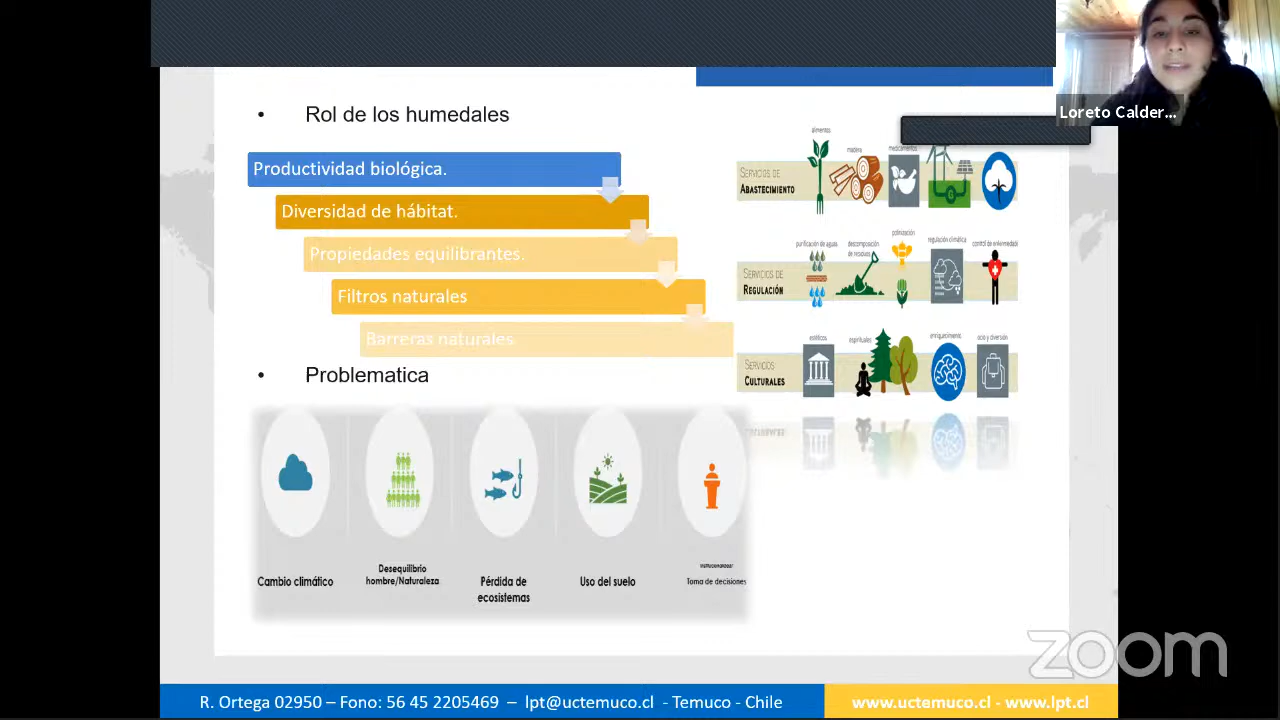 Loreto Calder...
• Rol de los humedales
Productividad biológica.
Diversidad de hábitat.
Propiedades equilibrantes.
Filtros naturales
Barreras naturales.
• Problematica
Cambio climático
Desequilibrio
hombre/Naturaleza
Pérdida de
ecosistemas
Uso del suelo
Toma de decisiones
alimentos
madera
medicamentos
SERVICIOS DE
ABASTECIMIENTO
purificación de aguas
descomposición
de residuos
polinización
regulación climática
control de enfermedades
SERVICIOS DE
REGULACIÓN
estéticos
espirituales
enriquecimiento
ocio y diversión
SERVICIOS
CULTURALES
zoom
R. Ortega 02950 – Fono: 56 45 2205469 – lpt@uctemuco.cl - Temuco - Chile
www.uctemuco.cl - www.lpt.cl